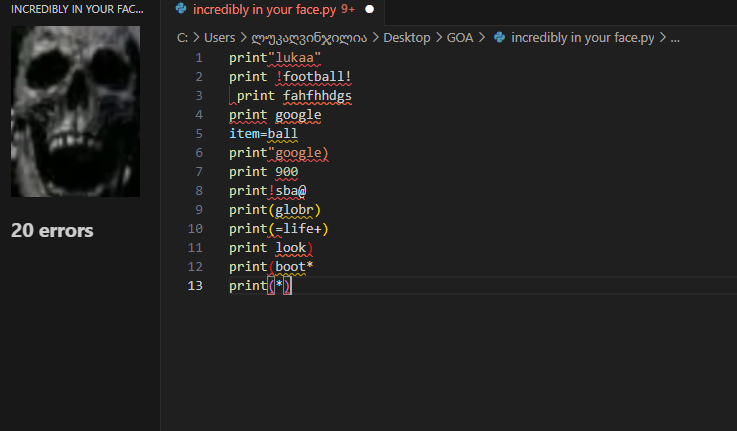 INCREDIBLY IN YOUR FAC...
20 errors
incredibly in your face.py 9+
C: > Users > ლუკაღვინჯილია > Desktop > GOA > incredibly in your face.py > ...
1 print"lukaa"
2 print !football!
3 print fahfhhdgs
4 print google
5 item=ball
6 print"google)
7 print 900
8 print!sba@
9 print(globr)
10 print(=life+)
11 print look)
12 print(boot*
13 print(*)